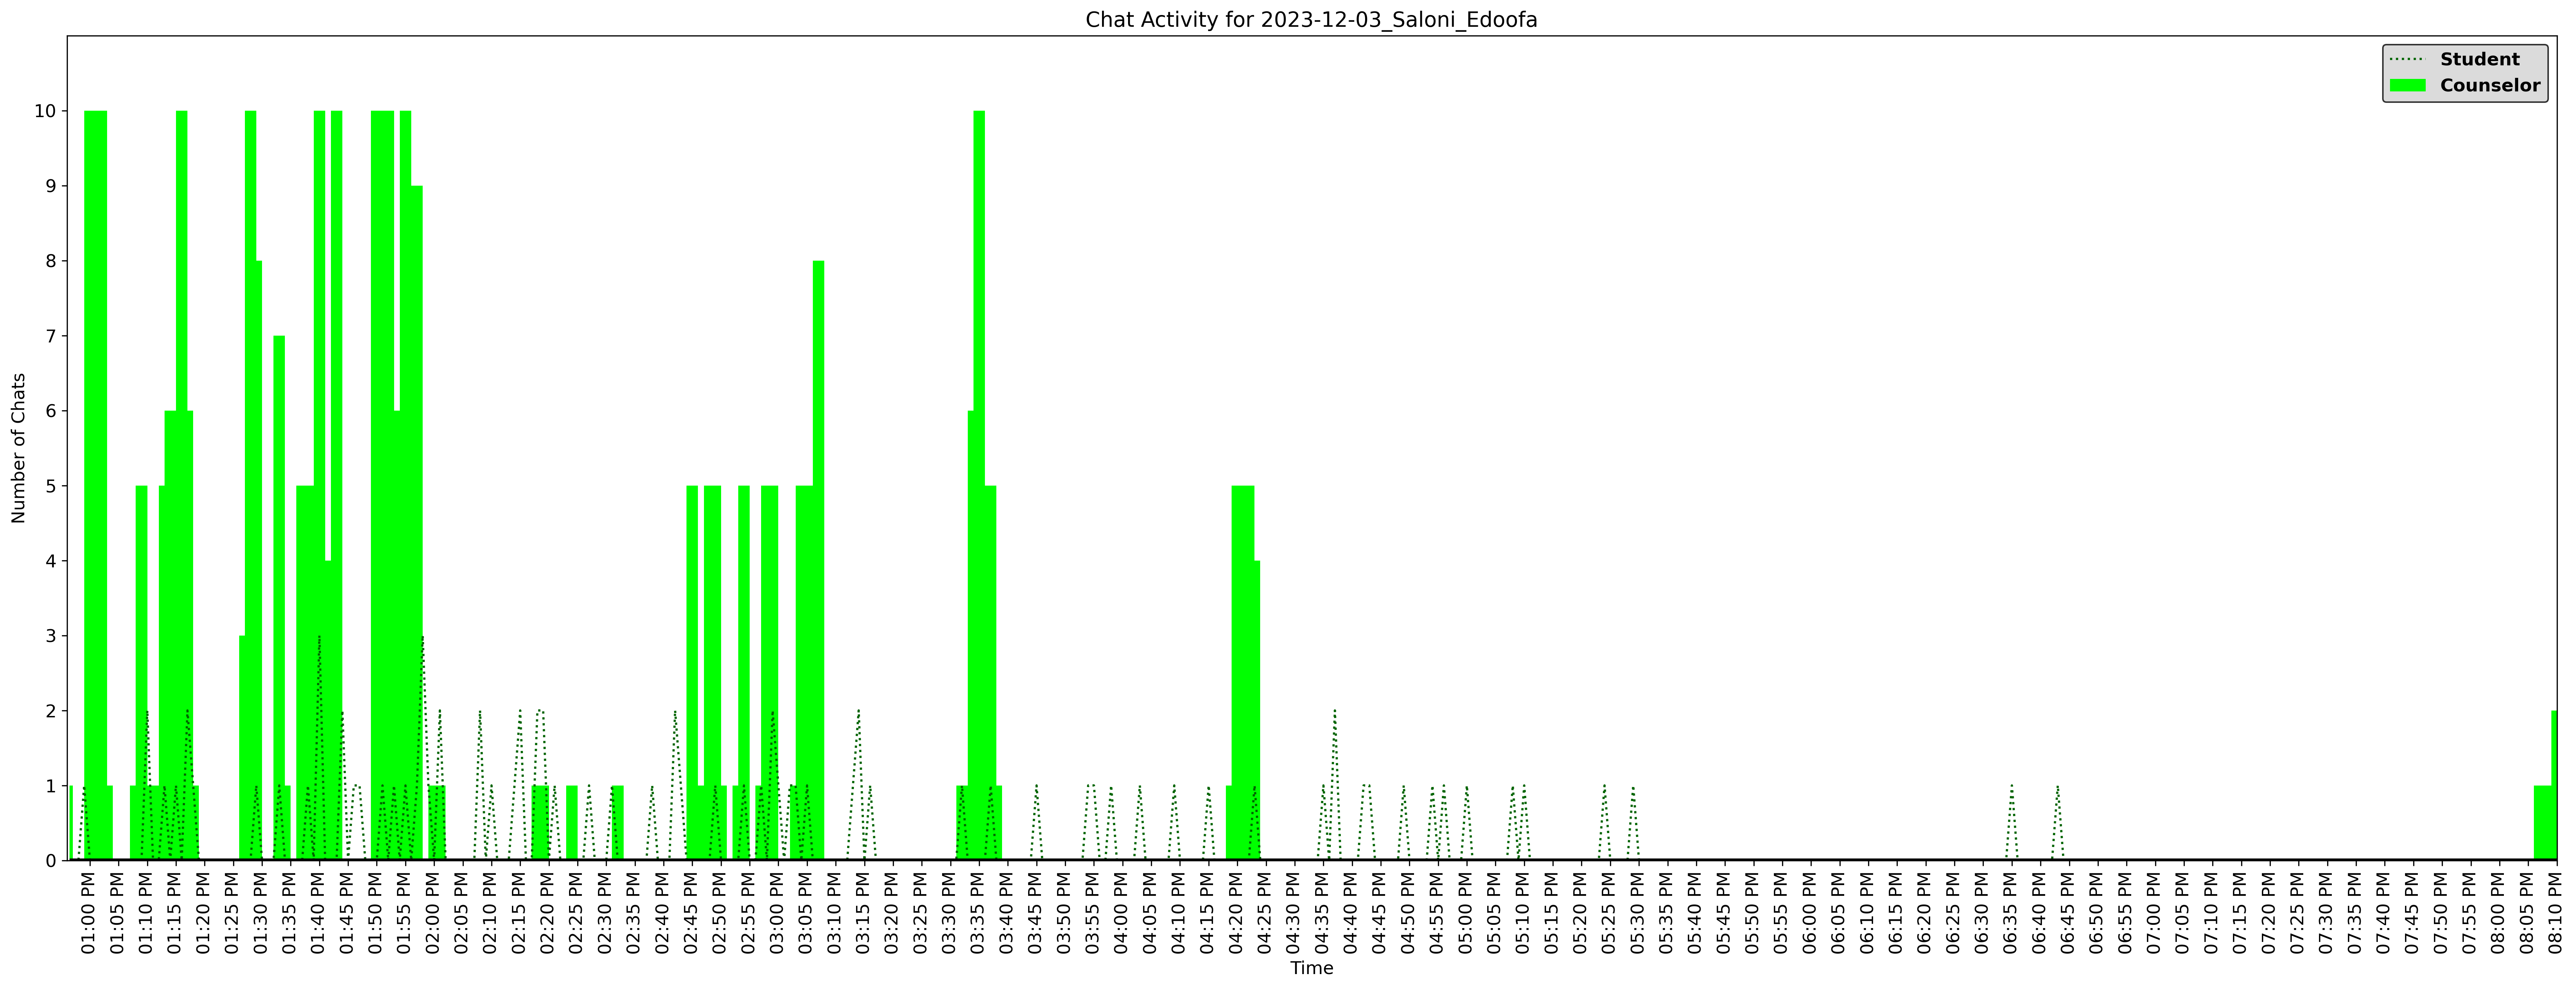 Chat Activity for 2023-12-03_Saloni_Edoofa
Student
Counselor
Number of Chats
10
9
8
7
6
5
4
3
2
1
0
01:00 PM
01:05 PM
01:10 PM
01:15 PM
01:20 PM
01:25 PM
01:30 PM
01:35 PM
01:40 PM
01:45 PM
01:50 PM
01:55 PM
02:00 PM
02:05 PM
02:10 PM
02:15 PM
02:20 PM
02:25 PM
02:30 PM
02:35 PM
02:40 PM
02:45 PM
02:50 PM
02:55 PM
03:00 PM
03:05 PM
03:10 PM
03:15 PM
03:20 PM
03:25 PM
03:30 PM
03:35 PM
03:40 PM
03:45 PM
03:50 PM
03:55 PM
04:00 PM
04:05 PM
04:10 PM
04:15 PM
04:20 PM
04:25 PM
04:30 PM
04:35 PM
04:40 PM
04:45 PM
04:50 PM
04:55 PM
05:00 PM
05:05 PM
05:10 PM
05:15 PM
05:20 PM
05:25 PM
05:30 PM
05:35 PM
05:40 PM
05:45 PM
05:50 PM
05:55 PM
06:00 PM
06:05 PM
06:10 PM
06:15 PM
06:20 PM
06:25 PM
06:30 PM
06:35 PM
06:40 PM
06:45 PM
06:50 PM
06:55 PM
07:00 PM
07:05 PM
07:10 PM
07:15 PM
07:20 PM
07:25 PM
07:30 PM
07:35 PM
07:40 PM
07:45 PM
07:50 PM
07:55 PM
08:00 PM
08:05 PM
08:10 PM
Time